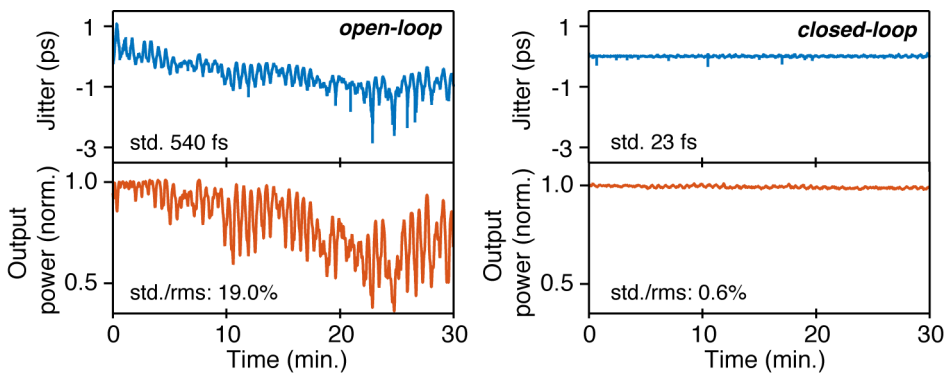 open-loop
Jitter (ps)
1
-1
-3
std. 540 fs
Output
power (norm.)
1.0
0.5
std./rms: 19.0%
0
10
20
30
Time (min.)
closed-loop
Jitter (ps)
1
-1
-3
std. 23 fs
Output
power (norm.)
1.0
0.5
std./rms: 0.6%
0
10
20
30
Time (min.)